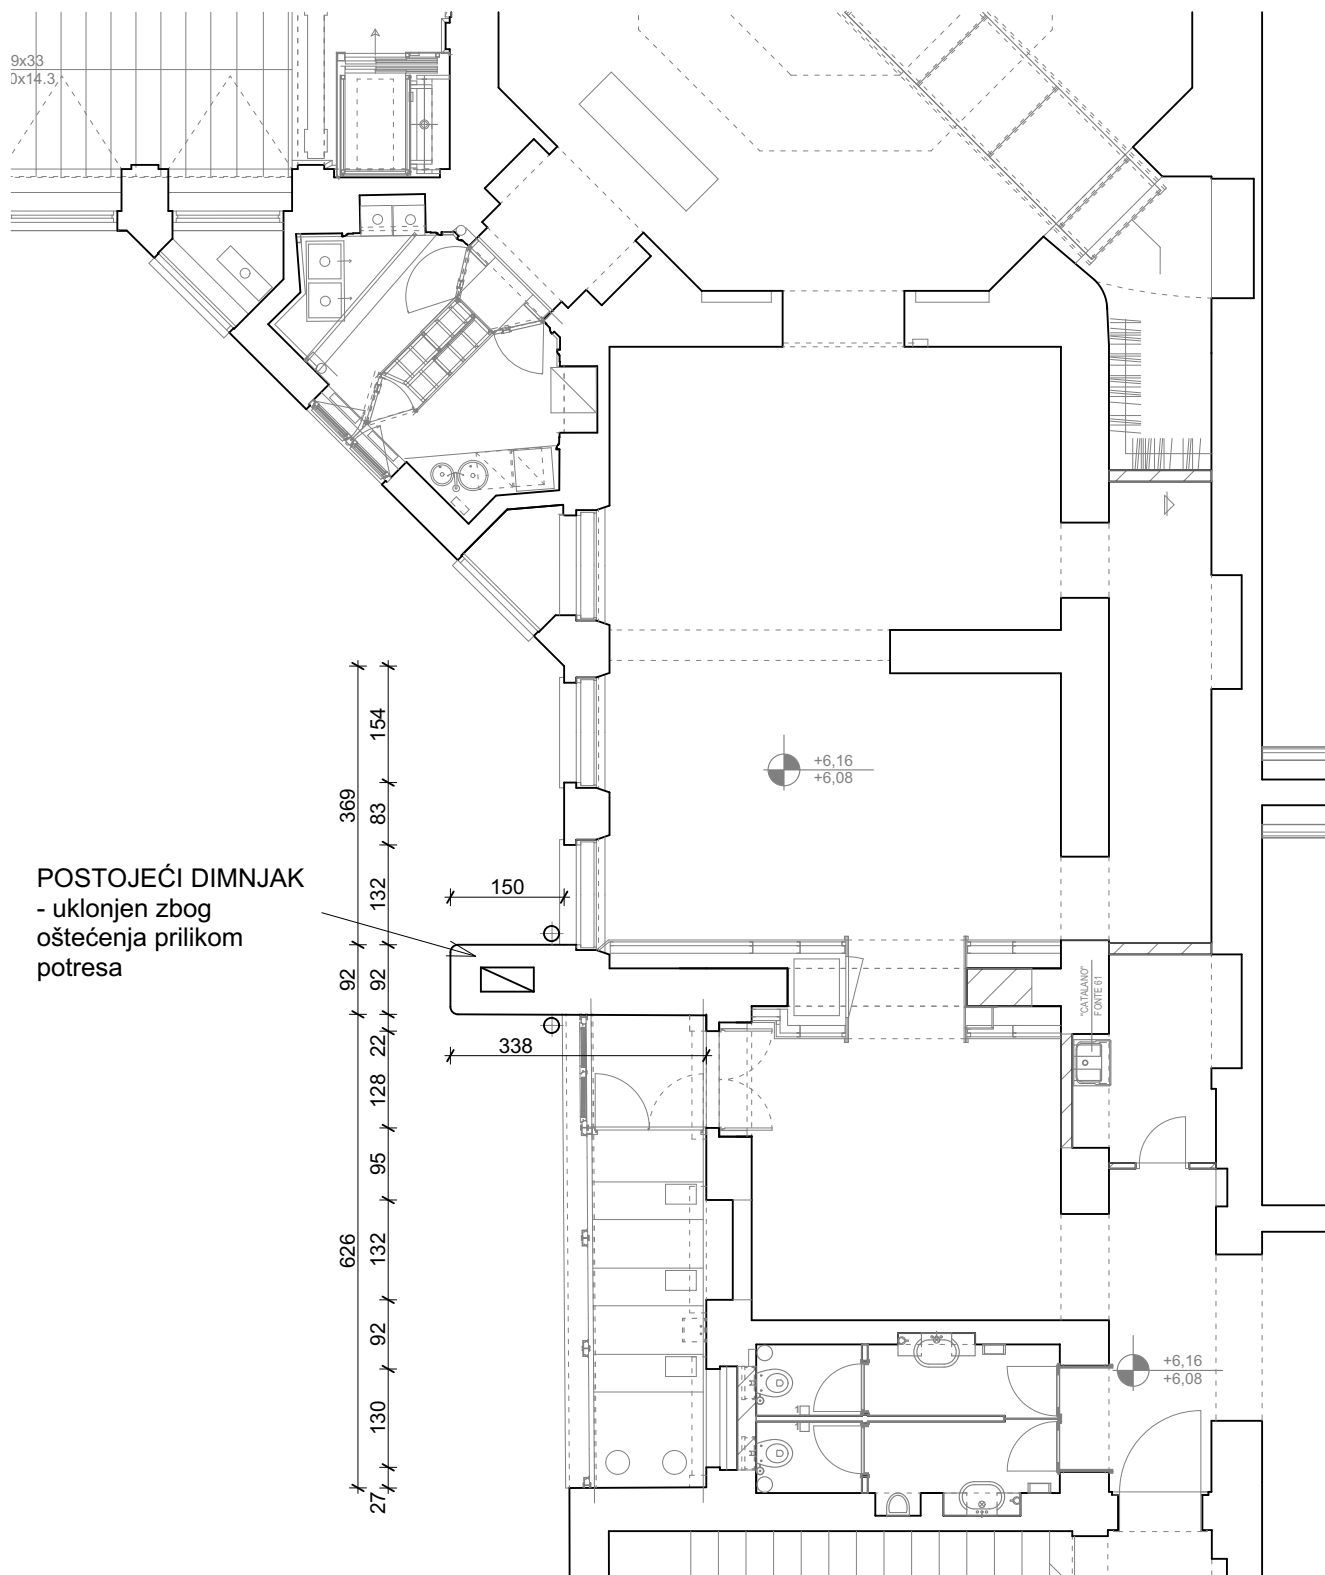 9x33
0x14.3
+6,16
+6,08
154
83
132
92
22
128
95
132
92
130
27
369
92
626
POSTOJEĆI DIMNJAK
- uklonjen zbog
oštećenja prilikom
potresa
150
338
"CATALANO"
FONTE 61
+6,16
+6,08